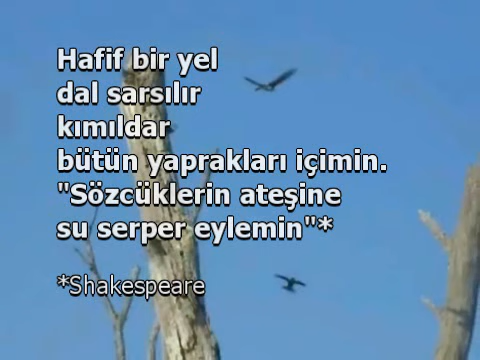 Hafif bir yel
dal sarsılır
kımıldar
bütün yaprakları içimin.
"Sözcüklerin ateşine
su serper eylemin"*
*Shakespeare